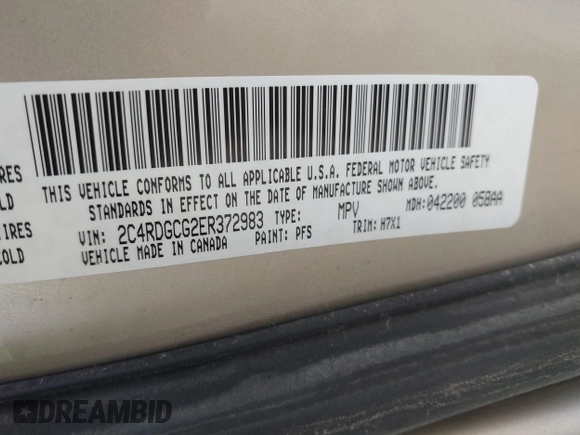 RES
THIS VEHICLE CONFORMS TO ALL APPLICABLE U.S.A. FEDERAL MOTOR VEHICLE SAFETY
OLD
STANDARDS IN EFFECT ON THE DATE OF MANUFACTURE SHOWN ABOVE.
IRES
VIN: 2C4RDGCG2ER372983 TYPE: MPV MDH:042200 058AA
COLD
VEHICLE MADE IN CANADA PAINT: PFS TRIM: H7X1
DREAMBID